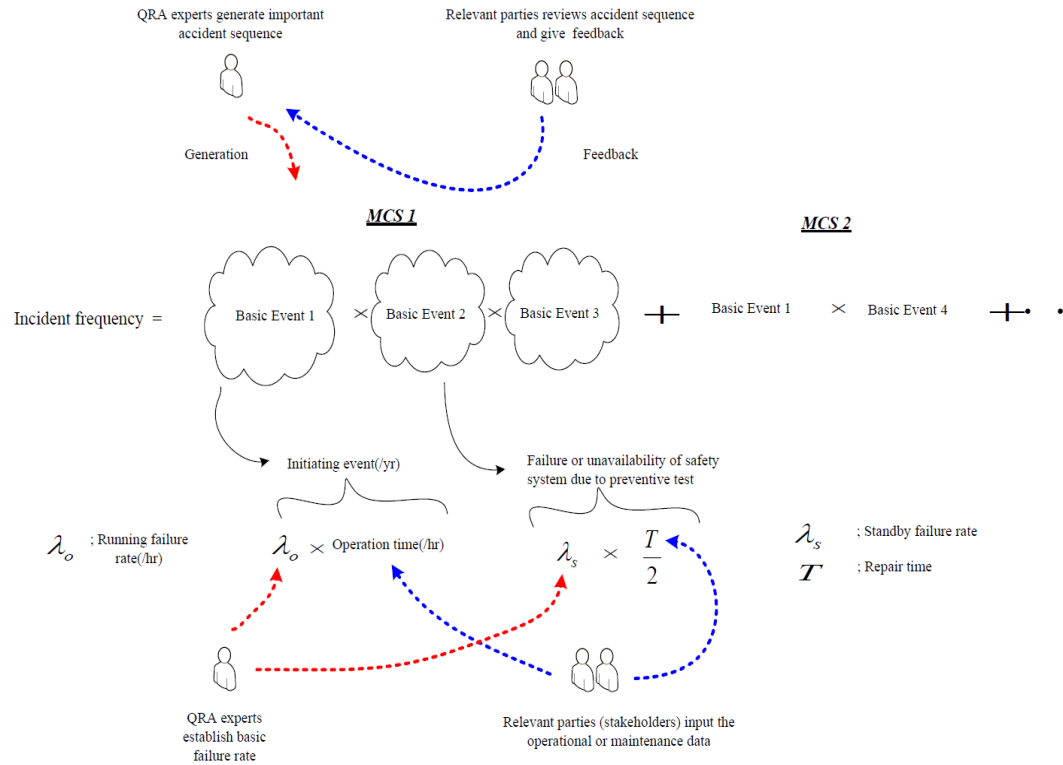 QRA experts generate important
accident sequence
Relevant parties reviews accident sequence
and give feedback
Generation
Feedback
MCS 1
MCS 2
Incident frequency =
Basic Event 1
×
Basic Event 2
×
Basic Event 3
+
Basic Event 1
×
Basic Event 4
+ · ·
Initiating event(/yr)
Failure or unavailability of safety
system due to preventive test
λo ; Running failure
rate(/hr)
λo × Operation time(/hr)
λs × T/2
λs ; Standby failure rate
T ; Repair time
QRA experts
establish basic
failure rate
Relevant parties (stakeholders) input the
operational or maintenance data